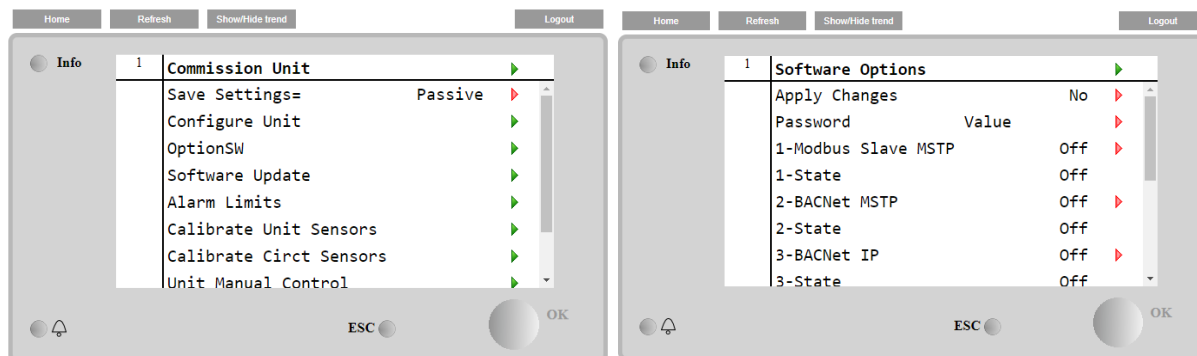 Home Refresh Show/Hide trend Logout
Info
1 Commission Unit
Save Settings= Passive
Configure Unit
OptionSW
Software Update
Alarm Limits
Calibrate Unit Sensors
Calibrate Circt Sensors
Unit Manual Control
ESC
OK
Home Refresh Show/Hide trend Logout
Info
1 Software Options
Apply Changes No
Password Value
1-Modbus Slave MSTP Off
1-State Off
2-BACNet MSTP Off
2-State Off
3-BACNet IP Off
3-State Off
ESC
OK